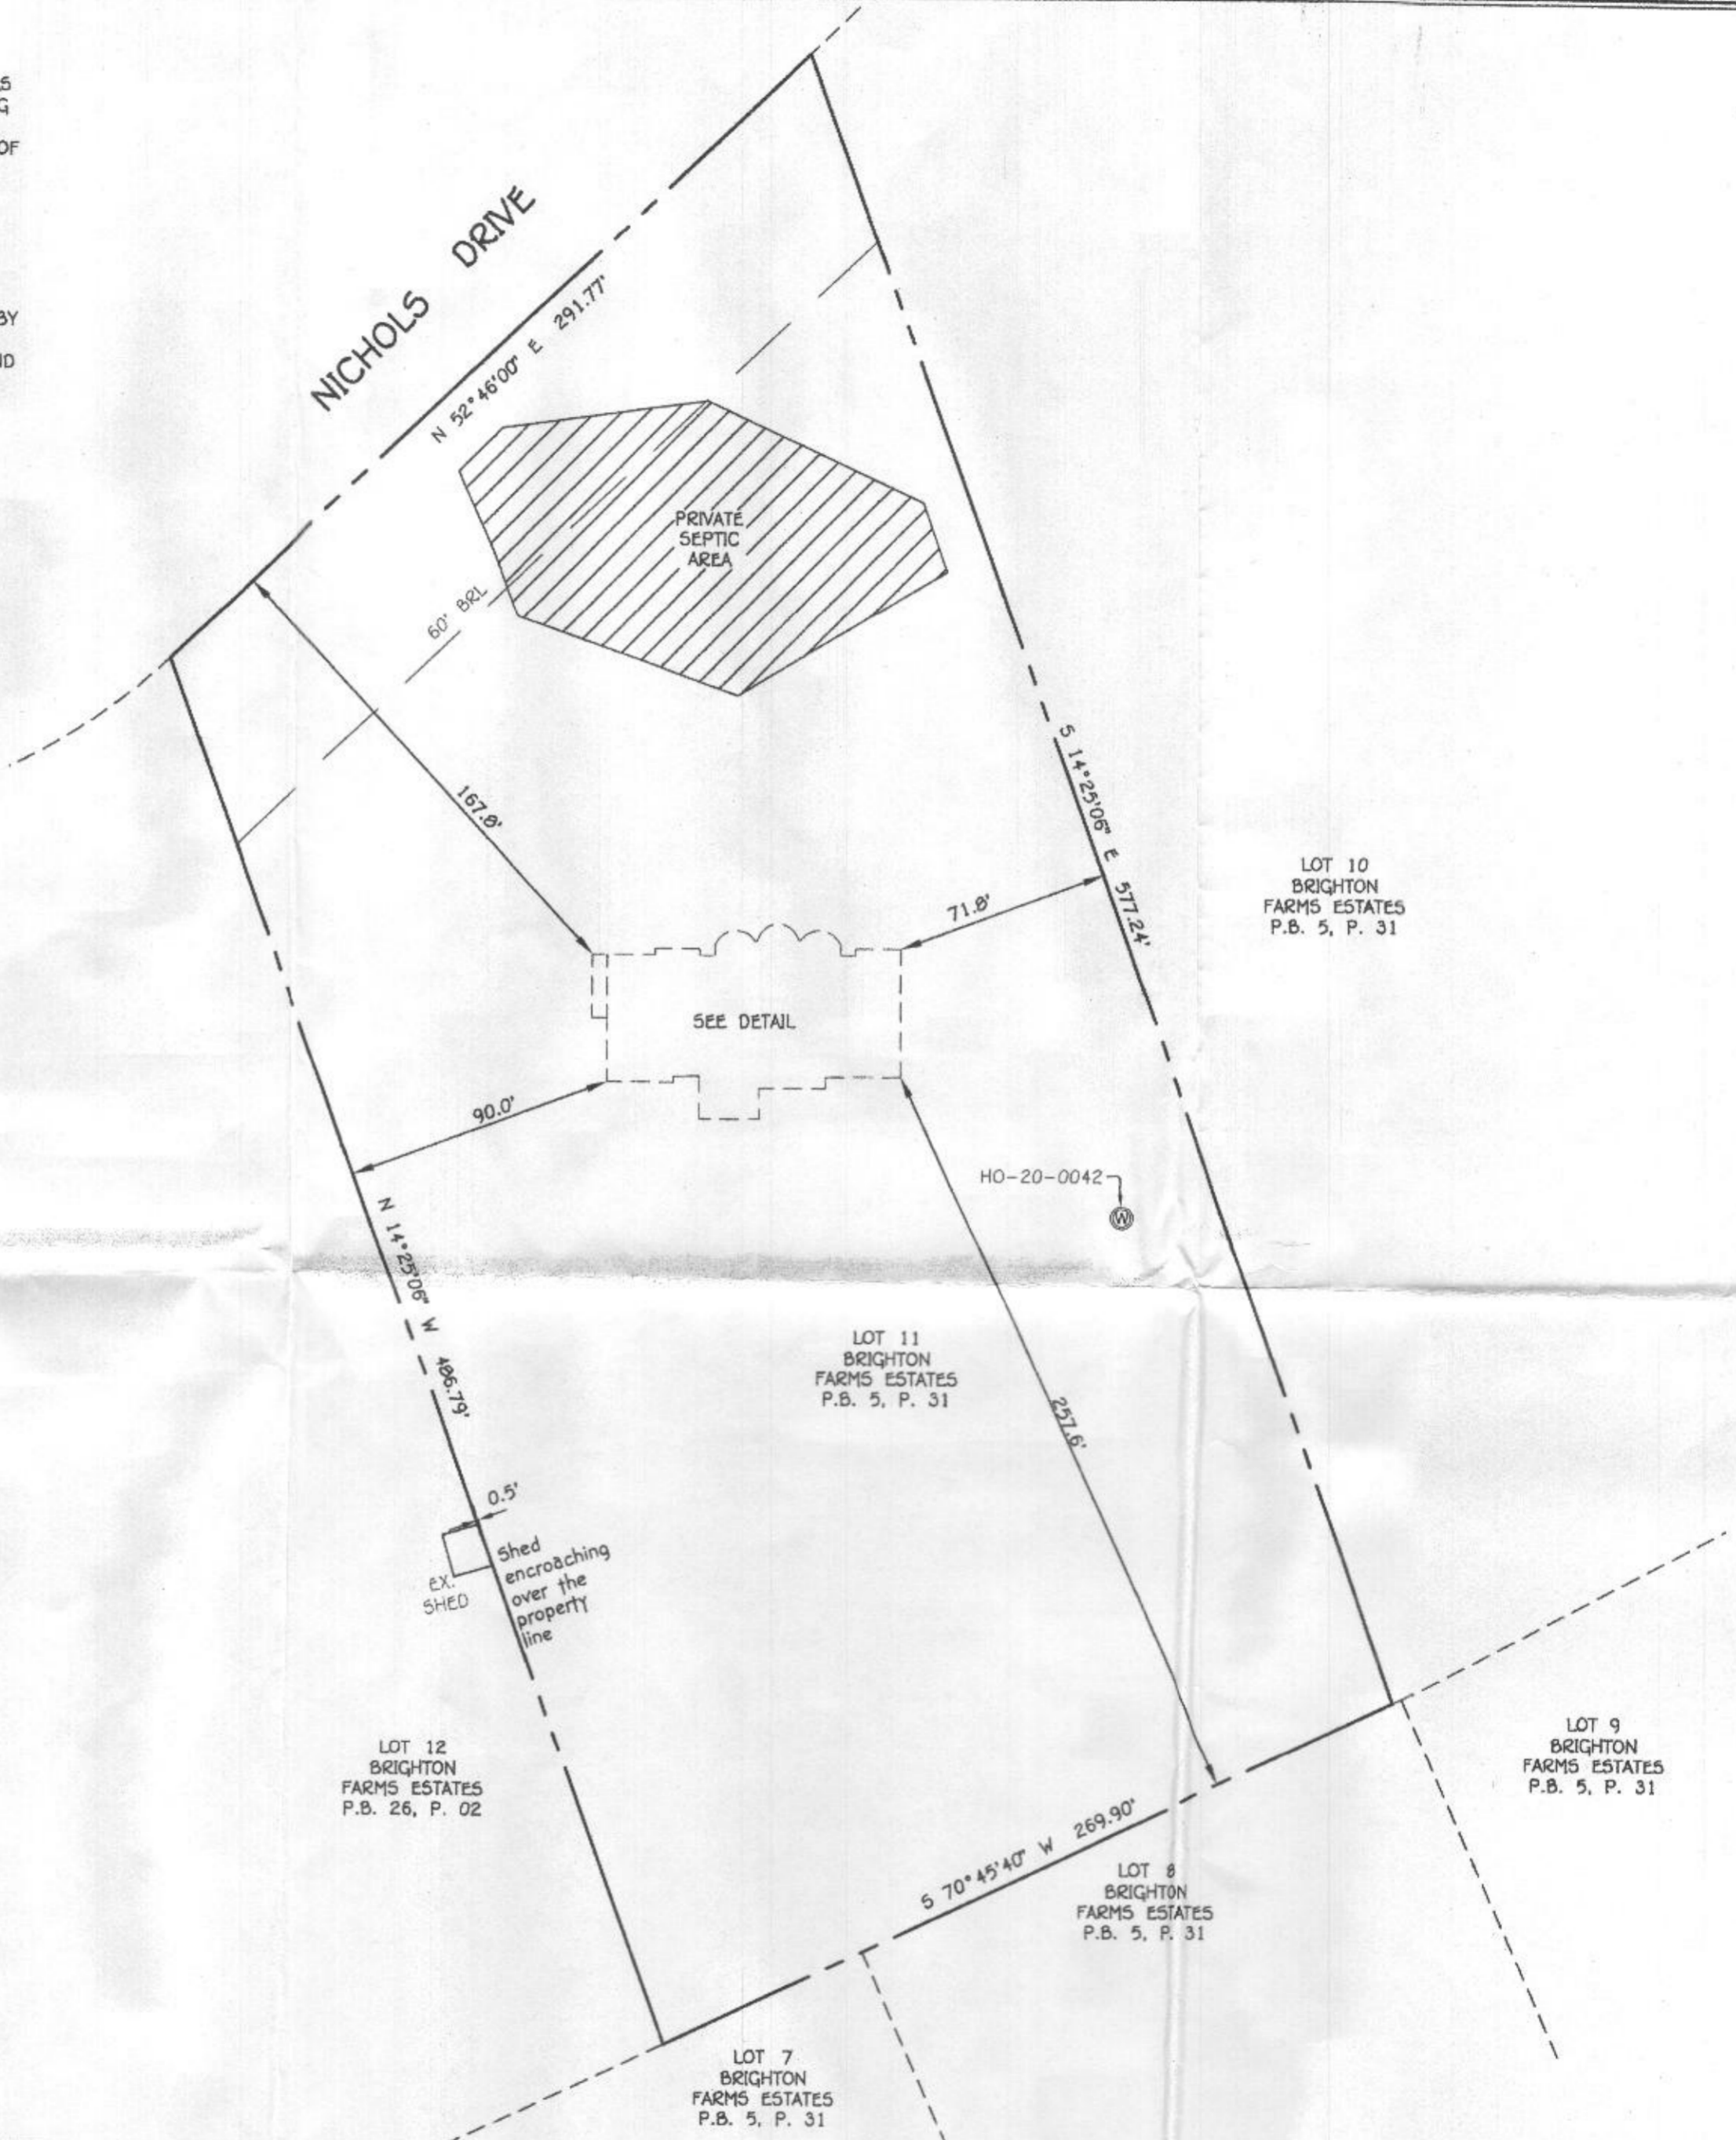 OF
BY
NICHOLS DRIVE
N 52°46'00" E 291.77'
PRIVATE
SEPTIC
AREA
60' BRL
167.8'
S 14°25'06" E 577.24'
71.8'
LOT 10
BRIGHTON
FARMS ESTATES
P.B. 5, P. 31
SEE DETAIL
90.0'
HO-20-0042
W
N 14°25'06" W 486.79'
LOT 11
BRIGHTON
FARMS ESTATES
P.B. 5, P. 31
257.6'
0.5'
Shed
encroaching
over the
property
line
EX.
SHED
LOT 12
BRIGHTON
FARMS ESTATES
P.B. 26, P. 02
LOT 9
BRIGHTON
FARMS ESTATES
P.B. 5, P. 31
S 70°45'40" W 269.90'
LOT 8
BRIGHTON
FARMS ESTATES
P.B. 5, P. 31
LOT 7
BRIGHTON
FARMS ESTATES
P.B. 5, P. 31